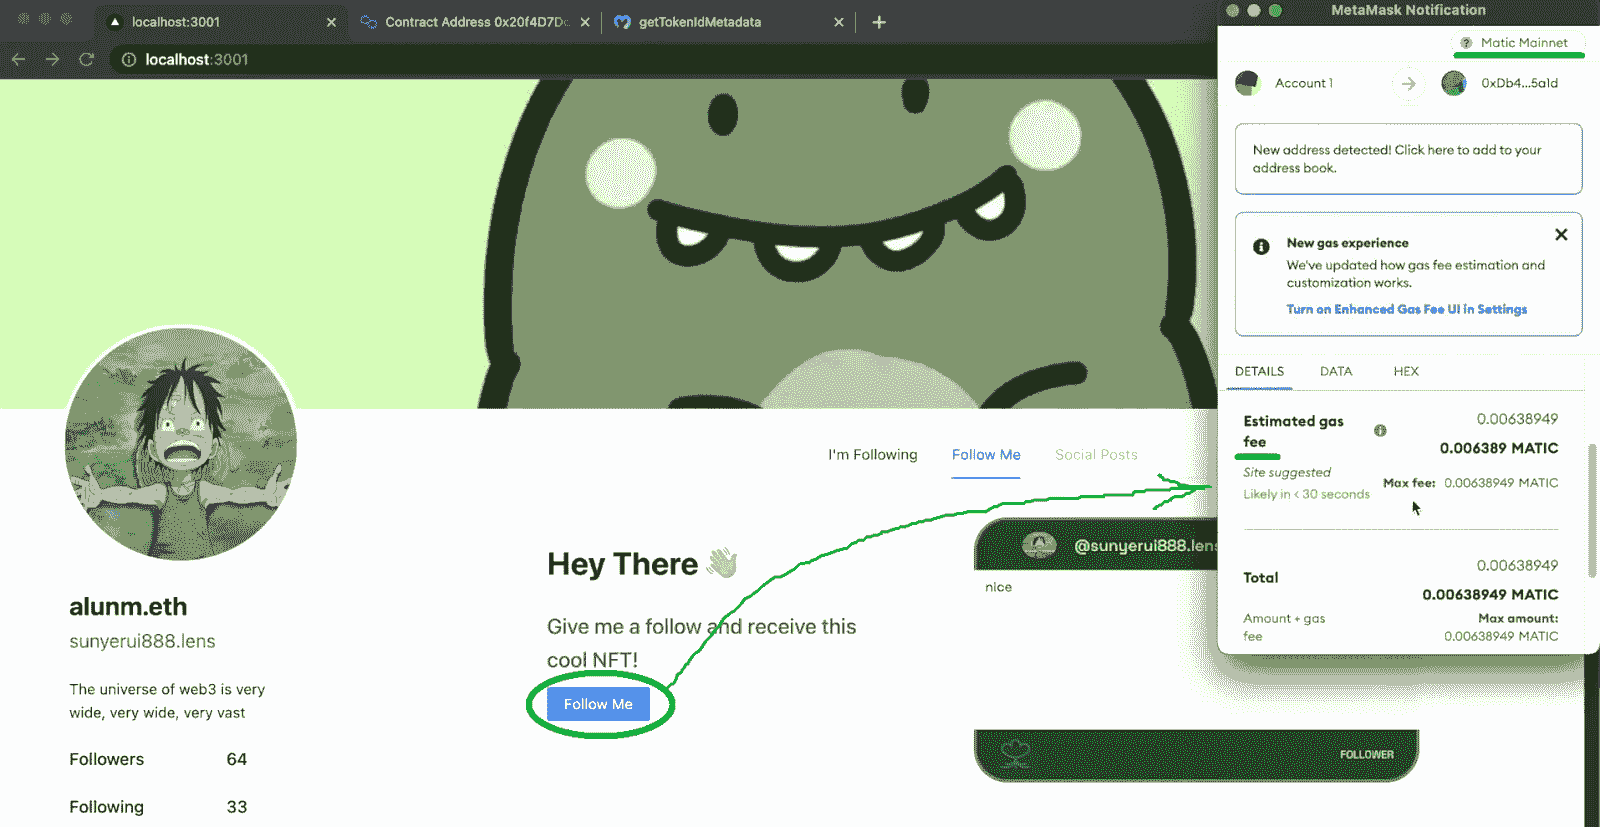 localhost:3001
Contract Address 0x20f4D7D
getTokenIdMetadata
localhost:3001
I'm Following
Follow Me
Social Posts
Hey There 👋
Give me a follow and receive this
cool NFT!
Follow Me
alunm.eth
sunyerui888.lens
The universe of web3 is very
wide, very wide, very vast
Followers 64
Following 33
@sunyerui888.lens
nice
FOLLOWER
MetaMask Notification
Matic Mainnet
Account 1
0xDb4...5a1d
New address detected! Click here to add to your
address book.
New gas experience
We've updated how gas fee estimation and
customization works.
Turn on Enhanced Gas Fee UI in Settings
DETAILS DATA HEX
Estimated gas
fee
0.00638949
0.006389 MATIC
Site suggested
Likely in < 30 seconds
Max fee: 0.00638949 MATIC
Total
0.00638949
0.00638949 MATIC
Amount + gas
fee
Max amount:
0.00638949 MATIC